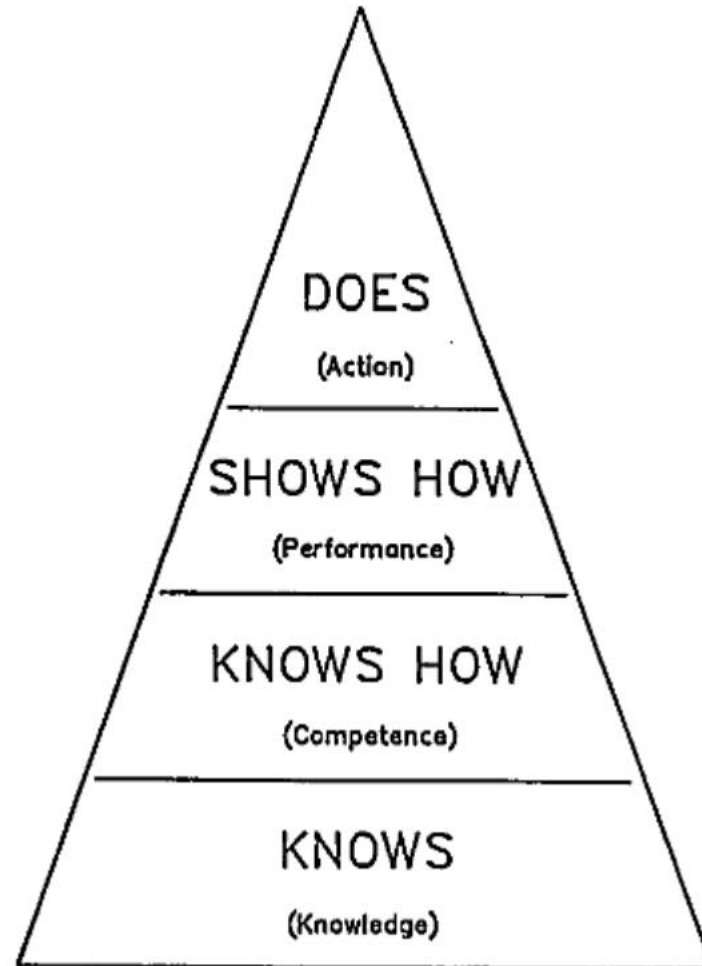 DOES
(Action)
SHOWS HOW
(Performance)
KNOWS HOW
(Competence)
KNOWS
(Knowledge)